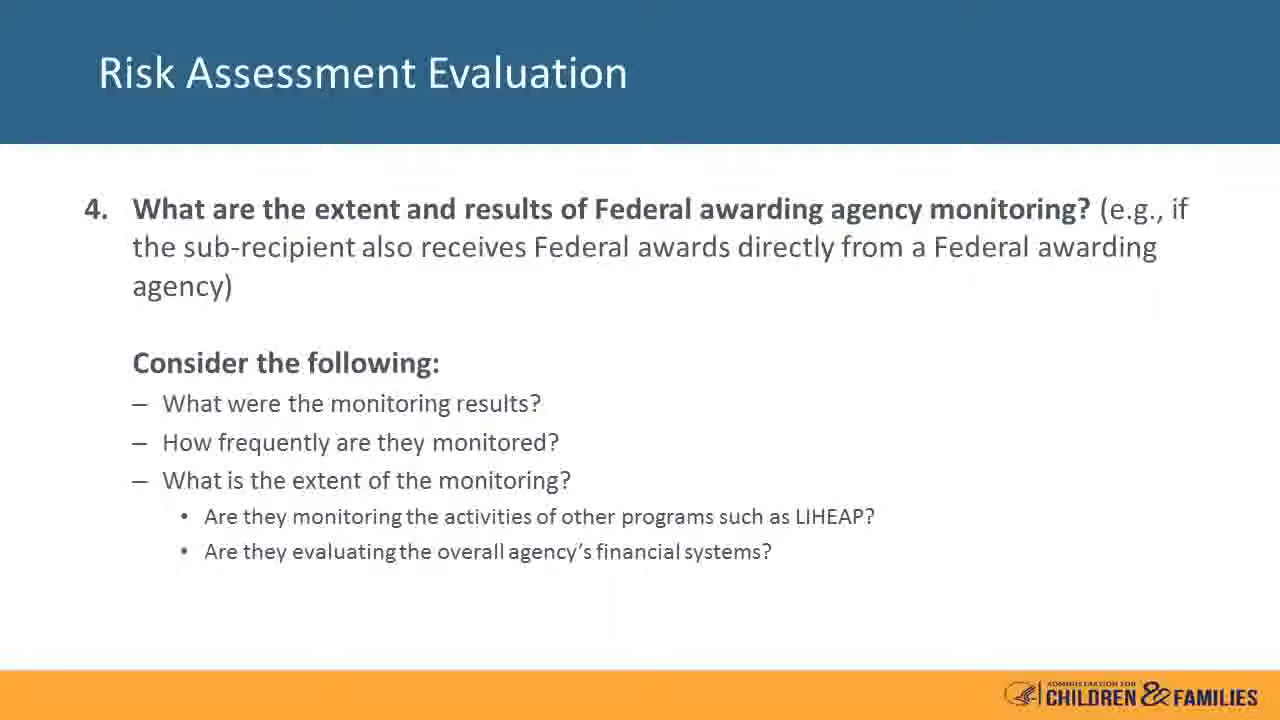 Risk Assessment Evaluation
4. What are the extent and results of Federal awarding agency monitoring? (e.g., if
the sub-recipient also receives Federal awards directly from a Federal awarding
agency)
Consider the following:
– What were the monitoring results?
– How frequently are they monitored?
– What is the extent of the monitoring?
• Are they monitoring the activities of other programs such as LIHEAP?
• Are they evaluating the overall agency's financial systems?
ADMINISTRATION FOR
CHILDREN & FAMILIES